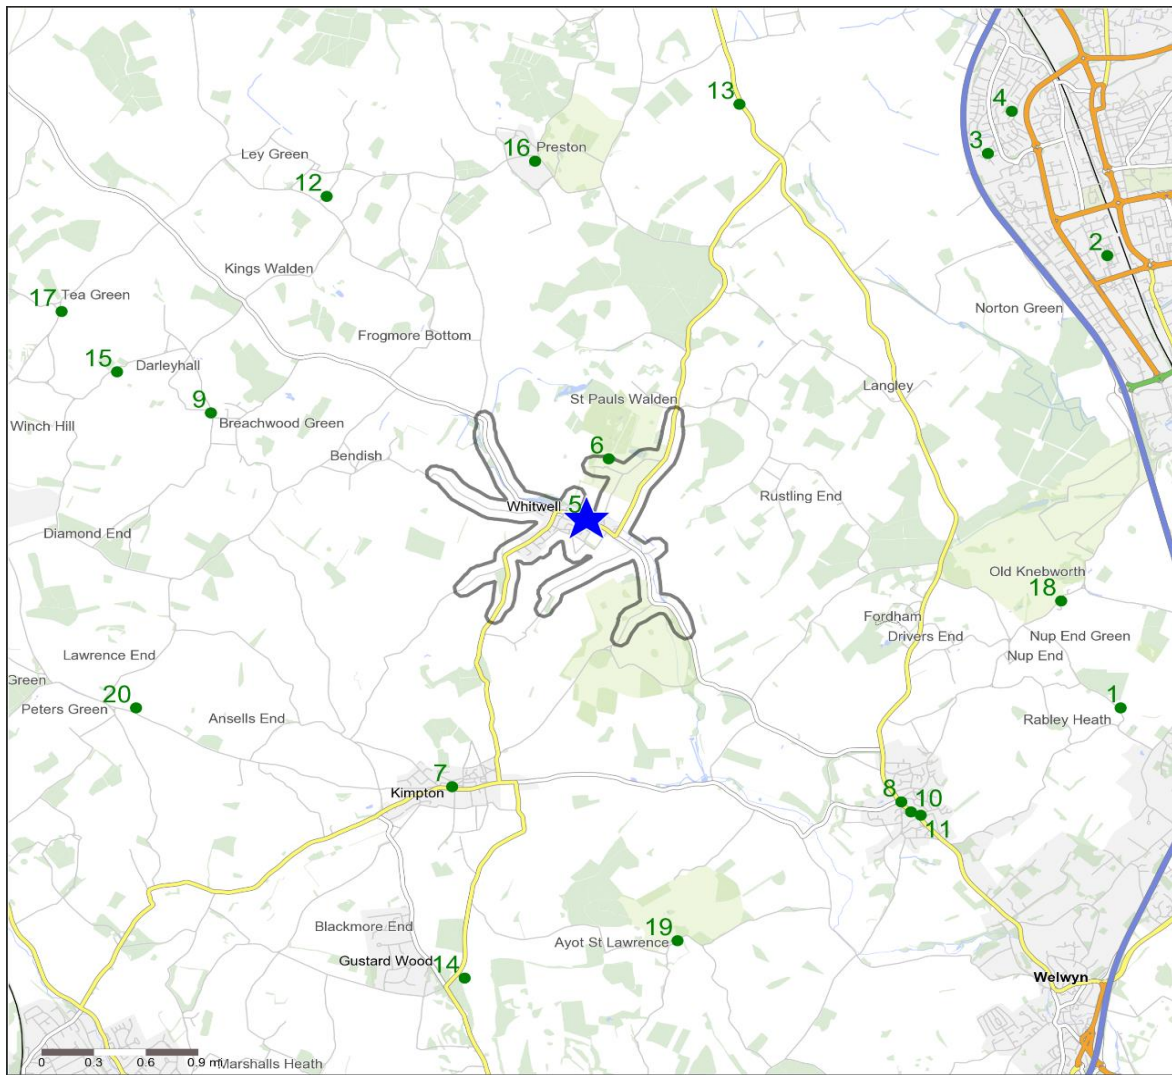 13
4
3
16
Preston
Ley Green
12
2
Kings Walden
17
Tea Green
Norton Green
Frogmore Bottom
15
Darleyhall
Langley
9
St Pauls Walden
Winch Hill
Breachwood Green
Bendish
6
Rustling End
5
Whitwell
Diamond End
Old Knebworth
18
Fordham
Drivers End
Nup End Green
Nup End
Lawrence End
Green
20
Peters Green
Ansells End
1
Rabley Heath
7
Kimpton
8
10
11
Blackmore End
19
Ayot St Lawrence
Gustard Wood
14
Welwyn
0 0.3 0.6 0.9 mi
Marshalls Heath